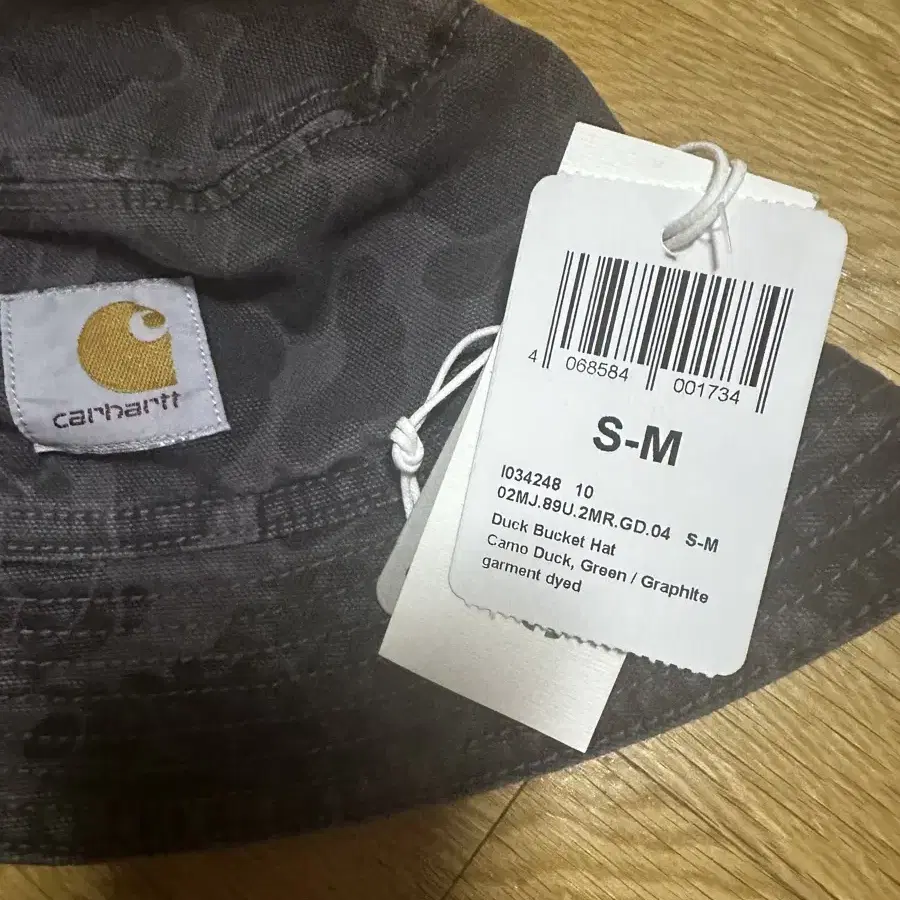 carhartt
4 068584 001734
S-M
I034248 10
02MJ.89U.2MR.GD.04 S-M
Duck Bucket Hat
Camo Duck, Green / Graphite
garment dyed